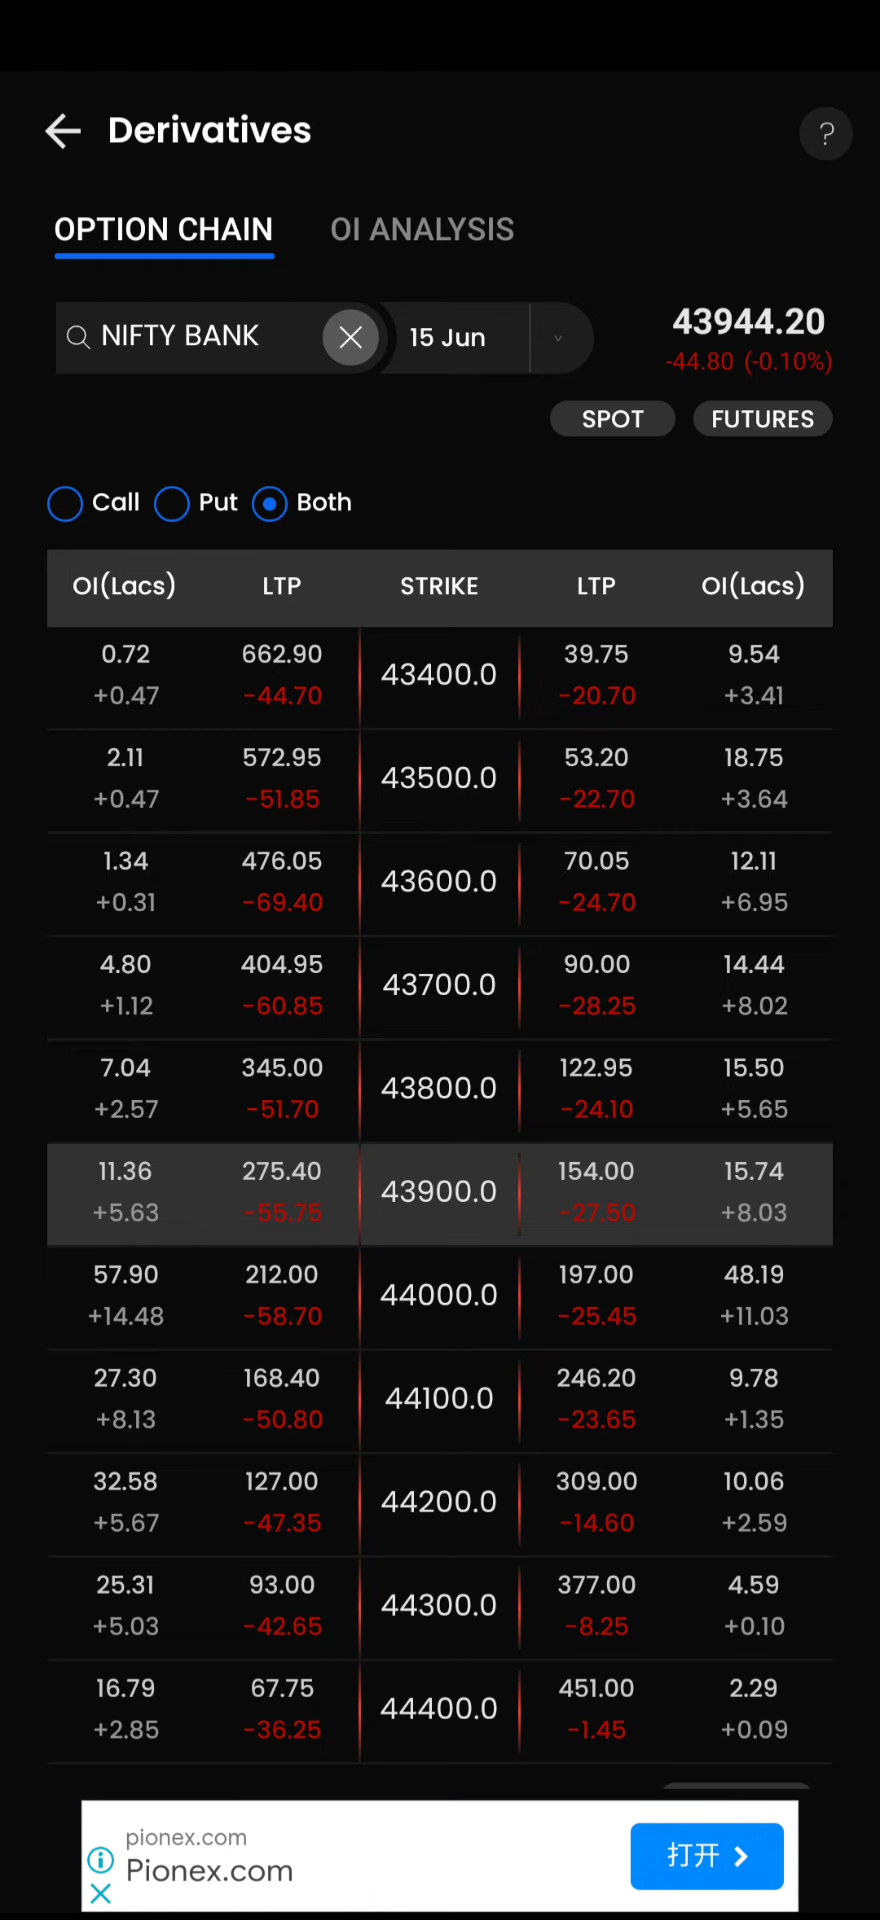 Derivatives
?
OPTION CHAIN OI ANALYSIS
NIFTY BANK 15 Jun 43944.20
-44.80 (-0.10%)
SPOT FUTURES
Call Put Both
OI(Lacs) LTP STRIKE LTP OI(Lacs)
0.72 662.90 43400.0 39.75 9.54
+0.47 -44.70 -20.70 +3.41
2.11 572.95 43500.0 53.20 18.75
+0.47 -51.85 -22.70 +3.64
1.34 476.05 43600.0 70.05 12.11
+0.31 -69.40 -24.70 +6.95
4.80 404.95 43700.0 90.00 14.44
+1.12 -60.85 -28.25 +8.02
7.04 345.00 43800.0 122.95 15.50
+2.57 -51.70 -24.10 +5.65
11.36 275.40 43900.0 154.00 15.74
+5.63 -55.75 -27.50 +8.03
57.90 212.00 44000.0 197.00 48.19
+14.48 -58.70 -25.45 +11.03
27.30 168.40 44100.0 246.20 9.78
+8.13 -50.80 -23.65 +1.35
32.58 127.00 44200.0 309.00 10.06
+5.67 -47.35 -14.60 +2.59
25.31 93.00 44300.0 377.00 4.59
+5.03 -42.65 -8.25 +0.10
16.79 67.75 44400.0 451.00 2.29
+2.85 -36.25 -1.45 +0.09
pionex.com
Pionex.com
打开